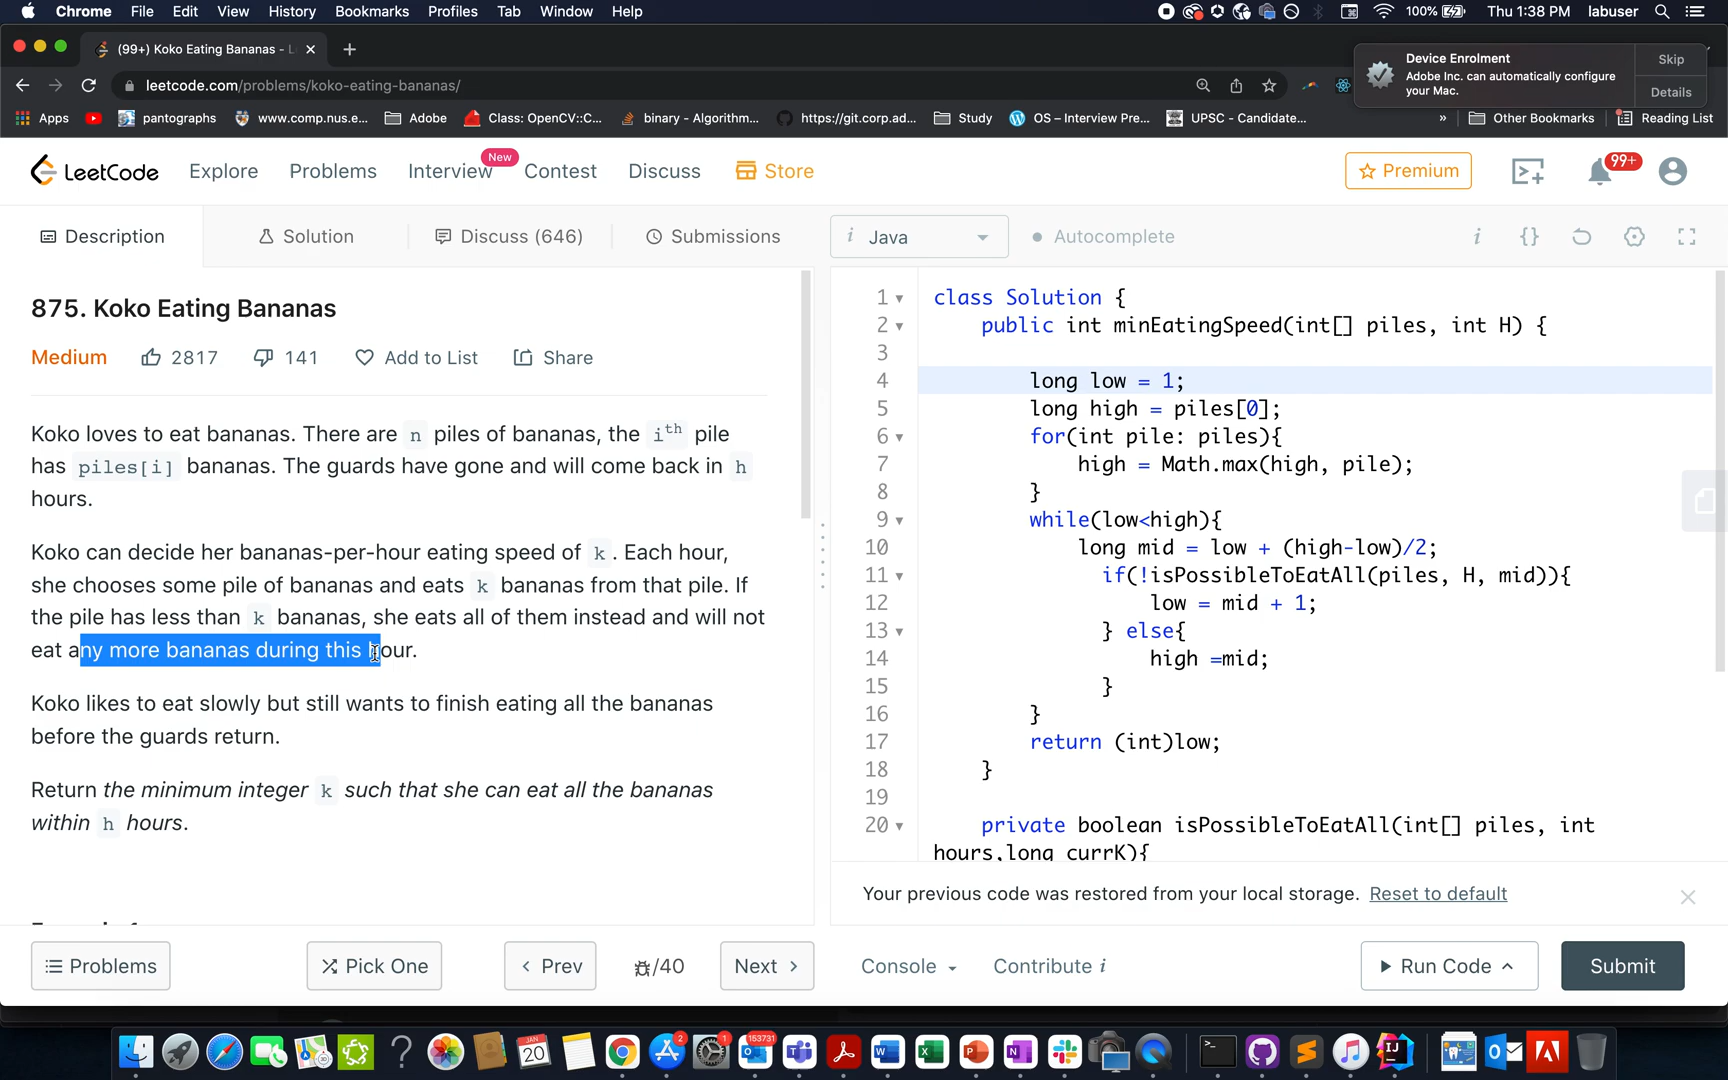 Chrome File Edit View History Bookmarks Profiles Tab Window Help 100% Thu 1:38 PM labuser
(99+) Koko Eating Bananas - L
leetcode.com/problems/koko-eating-bananas/
Device Enrolment
Adobe Inc. can automatically configure
your Mac.
Skip
Details
Apps pantographs www.comp.nus.e... Adobe Class: OpenCV::C... binary - Algorithm... https://git.corp.ad... Study OS – Interview Pre... UPSC - Candidate... » Other Bookmarks Reading List
LeetCode Explore Problems Interview New Contest Discuss Store Premium 99+
Description Solution Discuss (646) Submissions
i Java Autocomplete i {}
875. Koko Eating Bananas
Medium 2817 141 Add to List Share
Koko loves to eat bananas. There are n piles of bananas, the ith pile
has piles[i] bananas. The guards have gone and will come back in h
hours.
Koko can decide her bananas-per-hour eating speed of k. Each hour,
she chooses some pile of bananas and eats k bananas from that pile. If
the pile has less than k bananas, she eats all of them instead and will not
eat any more bananas during this hour.
Koko likes to eat slowly but still wants to finish eating all the bananas
before the guards return.
Return the minimum integer k such that she can eat all the bananas
within h hours.
1 class Solution {
2 public int minEatingSpeed(int[] piles, int H) {
3
4 long low = 1;
5 long high = piles[0];
6 for(int pile: piles){
7 high = Math.max(high, pile);
8 }
9 while(low<high){
10 long mid = low + (high-low)/2;
11 if(!isPossibleToEatAll(piles, H, mid)){
12 low = mid + 1;
13 } else{
14 high =mid;
15 }
16 }
17 return (int)low;
18 }
19
20 private boolean isPossibleToEatAll(int[] piles, int
hours,long currK){
Your previous code was restored from your local storage. Reset to default
Problems Pick One < Prev /40 Next > Console Contribute i Run Code Submit
2 153731 1
JAN
20